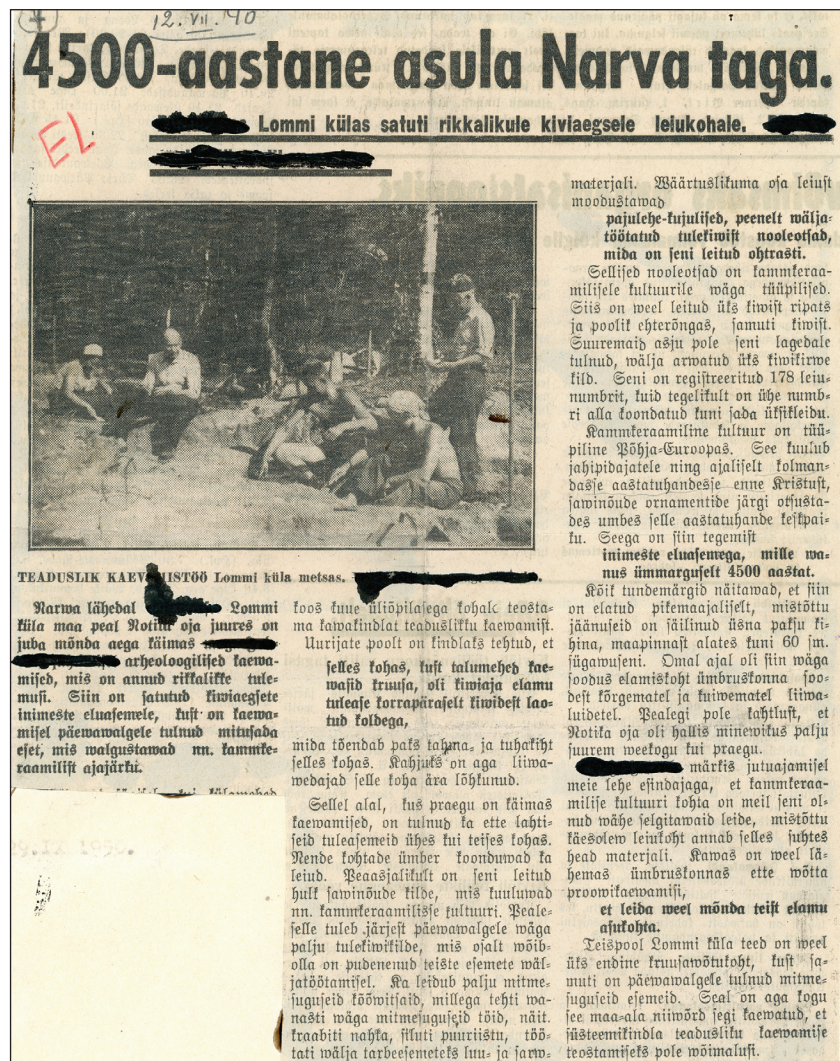 12. VII. 40
4500-aastane asula Narva taga.
EL
Lommi külas satuti rikkalikule kiviaegsele leiukohale.
TEADUSLIK KAEVAMISTÖÖ Lommi küla metsas.
Narwa lähedal Lommi
küla maa peal Notika oja juures on
juba mõnda aega käimas
arheoloogilised kaewa-
mised, mis on annud rikkalikke tule-
musi. Siin on satutud kiwiaegsete
inimeste eluasemele, kust on kaewa-
misel päewawalgele tulnud mitusada
eset, mis walgustawad nn. kammke-
raamilist ajajärku.
29.IX 1950.
koos kuue üliõpilasega kohale teosta-
ma kawakindlat teaduslikku kaewamist.
Uurijate poolt on kindlaks tehtud, et
selles kohas, kust talumehed kae-
wasid kruusa, oli kiwiaja elamu
tulease korrapäraselt kiwidest lao-
tud koldega,
mida tõendab paks tahma- ja tuhakiht
selles kohas. Kahjuks on aga liiwa-
wedajad selle koha ära lõhkunud.
Sellel alal, kus praegu on käimas
kaewamised, on tulnud ka ette lahti-
seid tuleasemeid ühes kui teises kohas.
Nende kohtade ümber koonduwad ka
leiud. Peaasjalikult on seni leitud
hulk sawinõude kilde, mis kuuluwad
nn. kammkeraamilisse kultuuri. Peale-
selle tuleb järjest päewawalgele wäga
palju tulekiwikilde, mis osalt wõib-
olla on pudenenud teiste esemete wäl-
jatöötamisel. Ka leidub palju mitme-
suguseid kõõwitsaid, millega tehti wa-
nasti wäga mitmesuguseid töid, näit.
kraabiti nahka, siluti puuriistu, töö-
tati wälja tarbeesemeteks luu- ja sarw-
materjali. Wäärtuslikuma osa leiust
moodustawad
pajulehe-kujulised, peenelt wälja-
töötatud tulekiwist nooleotsad,
mida on seni leitud ohtrasti.
Sellised nooleotsad on kammkeraa-
milisele kultuurile wäga tüüpilised.
Siis on weel leitud üks kiwist ripats
ja poolik ehterõngas, samuti kiwist.
Suuremaid asju pole seni lagedale
tulnud, wälja arwatud üks kiwikirwe
kild. Seni on registreeritud 178 leiu-
numbrit, kuid tegelikult on ühe numb-
ri alla koondatud kuni sada üksikleidu.
Kammkeraamiline kultuur on tüü-
piline Põhja-Euroopas. See kuulub
jahipidajatele ning ajaliselt kolman-
dasse aastatuhandesse enne Kristust,
sawinõude ornamentide järgi otsusta-
des umbes selle aastatuhande keskpai-
ku. Seega on siin tegemist
inimeste eluasemega, mille wa-
nus ümmarguselt 4500 aastat.
Kõik tundemärgid näitawad, et siin
on elatud pikemaajaliselt, mistõttu
jäänuseid on säilinud üsna paksu ki-
hina, maapinnast alates kuni 60 sm.
sügawuseni. Omal ajal oli siin wäga
soodus elamiskoht ümbruskonna soo-
dest kõrgematel ja kuiwematel liiwa-
luidetel. Pealegi pole kahtlust, et
Notika oja oli hallis minewikus palju
suurem weekogu kui praegu.
märkis jutuajamisel
meie lehe esindajaga, et kammkeraa-
milise kultuuri kohta on meil seni ol-
nud wähe selgitawaid leide, mistõttu
käesolew leiukoht annab selles suhtes
head materjali. Kawas on weel lä-
hemas ümbruskonnas ette wõtta
proowikaewamisi,
et leida weel mõnda teist elamu
asukohta.
Teispool Lommi küla teed on weel
üks endine kruusawõtukoht, kust sa-
muti on päewawalgele tulnud mitme-
suguseid esemeid. Seal on aga kogu
see maa-ala niiwõrd segi kaewatud, et
süsteemikindla teadusliku kaewamise
teostamiseks pole wõimalusi.